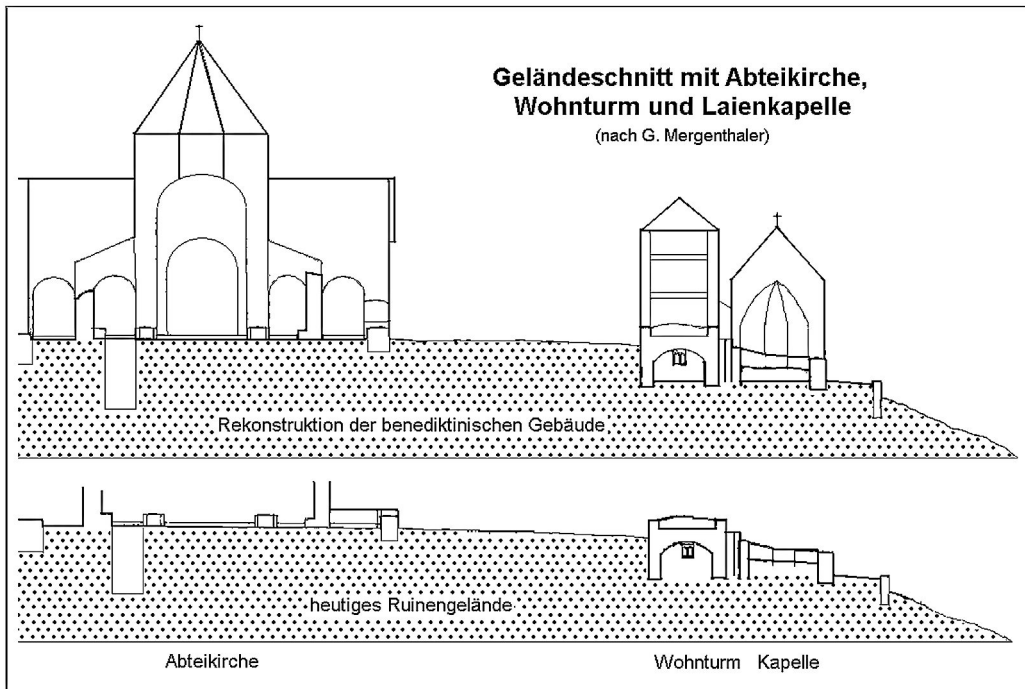 Geländeschnitt mit Abteikirche,
Wohnturm und Laienkapelle
(nach G. Mergenthaler)
Rekonstruktion der benediktinischen Gebäude
heutiges Ruinengelände
Abteikirche
Wohnturm Kapelle